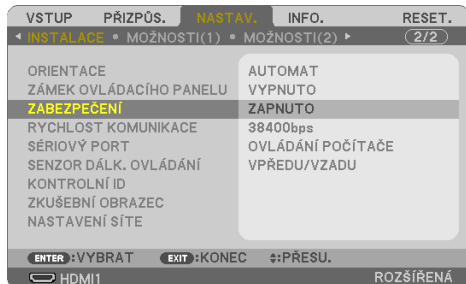 VSTUP PŘIZPŮS. NASTAV. INFO. RESET.
INSTALACE • MOŽNOSTI(1) • MOŽNOSTI(2) 2/2
ORIENTACE AUTOMAT
ZÁMEK OVLÁDACÍHO PANELU VYPNUTO
ZABEZPEČENÍ ZAPNUTO
RYCHLOST KOMUNIKACE 38400bps
SÉRIOVÝ PORT OVLÁDÁNÍ POČÍTAČE
SENZOR DÁLK. OVLÁDÁNÍ VPŘEDU/VZADU
KONTROLNÍ ID
ZKUŠEBNÍ OBRAZEC
NASTAVENÍ SÍTE
ENTER :VYBRAT EXIT :KONEC :PŘESU.
HDMI1 ROZŠÍŘENÁ